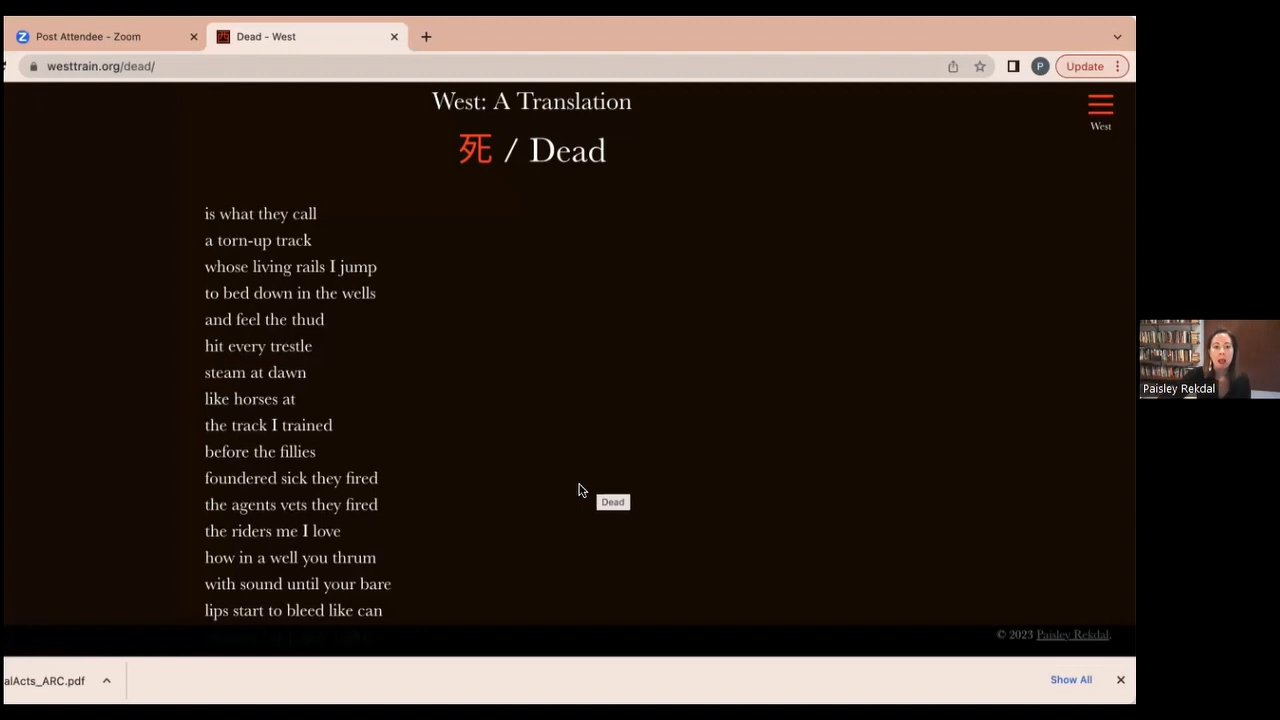 Post Attendee - Zoom
Dead - West
westtrain.org/dead/
P
Update
West: A Translation
West
死 / Dead
is what they call
a torn-up track
whose living rails I jump
to bed down in the wells
and feel the thud
hit every trestle
steam at dawn
like horses at
the track I trained
before the fillies
foundered sick they fired
the agents vets they fired
the riders me I love
how in a well you thrum
with sound until your bare
lips start to bleed like can
Dead
Paisley Rekdal
© 2023 Paisley Rekdal.
alActs_ARC.pdf
Show All